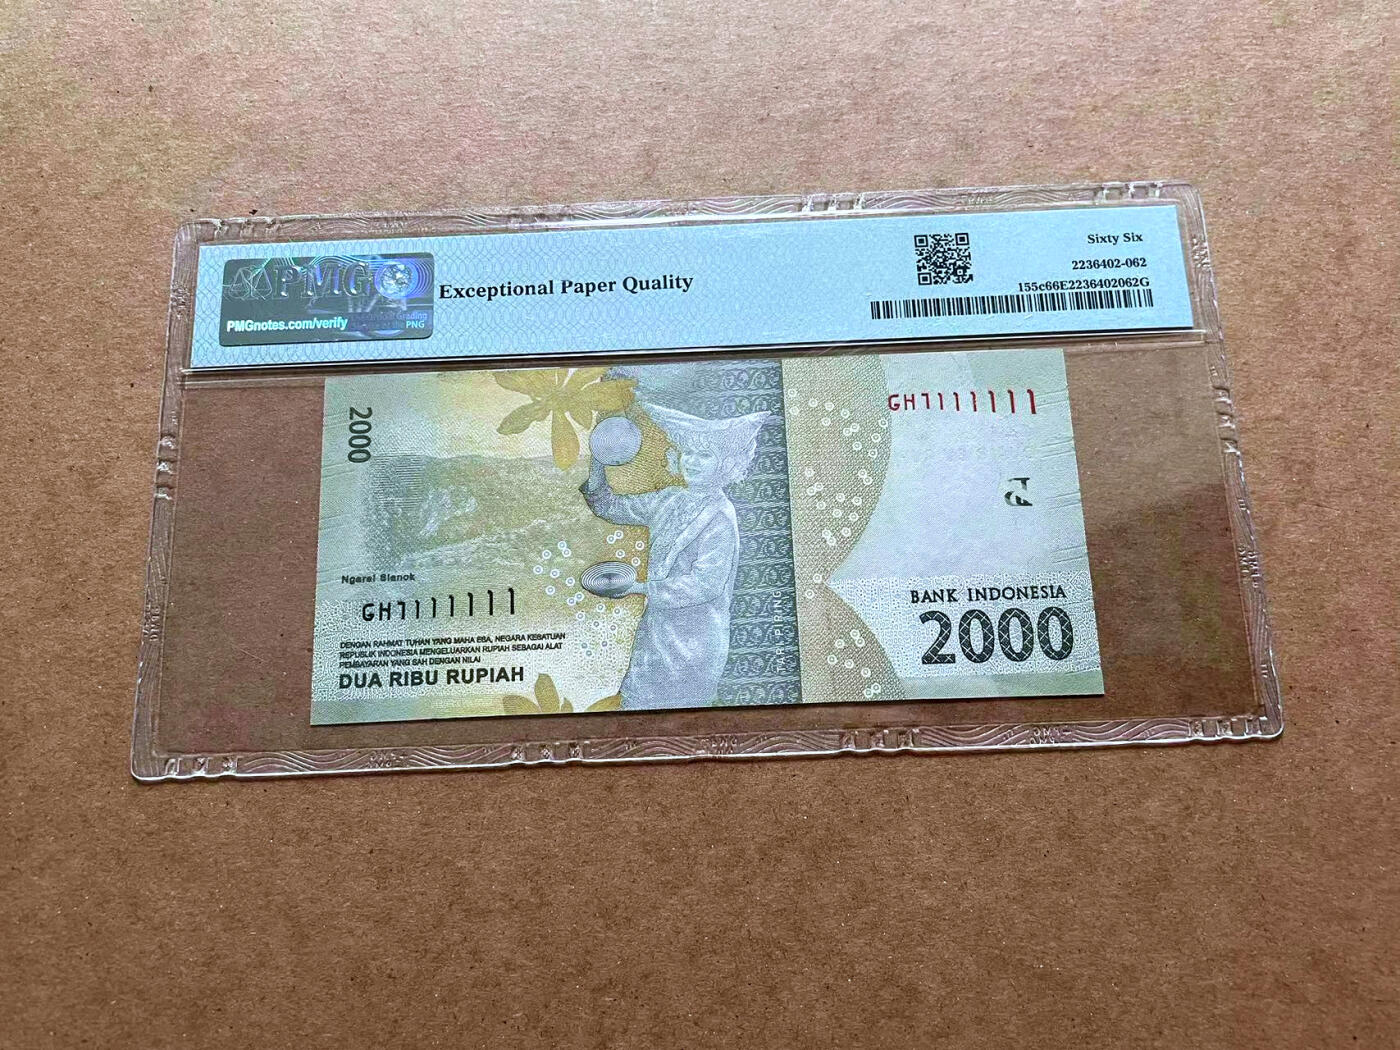 Sixty Six
2236402-062
155c66E2236402062G
PMG
Exceptional Paper Quality
PMGnotes.com/verify
PNG
2000
GH7111111
Ngarai Sianok
GH7111111
DENGAN RAHMAT TUHAN YANG MAHA ESA, NEGARA KESATUAN
REPUBLIK INDONESIA MENGELUARKAN RUPIAH SEBAGAI ALAT
PEMBAYARAN YANG SAH DENGAN NILAI
DUA RIBU RUPIAH
TARI PIRING
BANK INDONESIA
2000